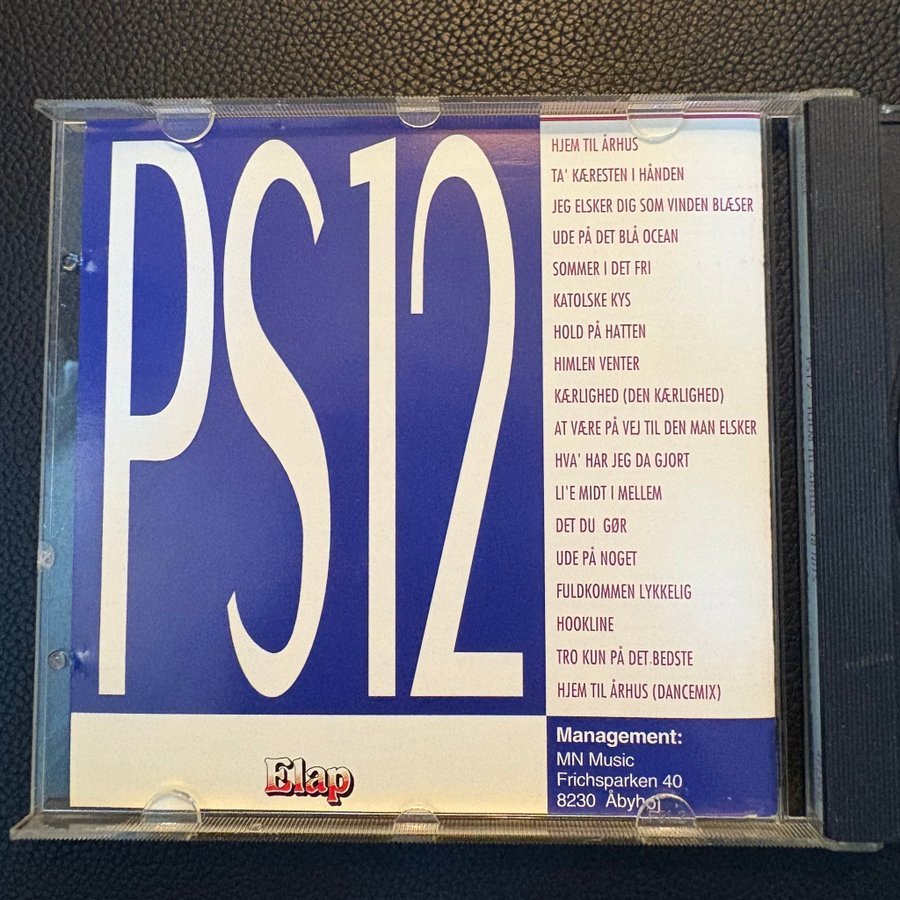 PS12
HJEM TIL ÅRHUS
TA' KÆRESTEN I HÅNDEN
JEG ELSKER DIG SOM VINDEN BLÆSER
UDE PÅ DET BLÅ OCEAN
SOMMER I DET FRI
KATOLSKE KYS
HOLD PÅ HATTEN
HIMLEN VENTER
KÆRLIGHED (DEN KÆRLIGHED)
AT VÆRE PÅ VEJ TIL DEN MAN ELSKER
HVA' HAR JEG DA GJORT
LI'E MIDT I MELLEM
DET DU GØR
UDE PÅ NOGET
FULDKOMMEN LYKKELIG
HOOKLINE
TRO KUN PÅ DET BEDSTE
HJEM TIL ÅRHUS (DANCEMIX)
Elap
Management:
MN Music
Frichsparken 40
8230 Åbyhøj